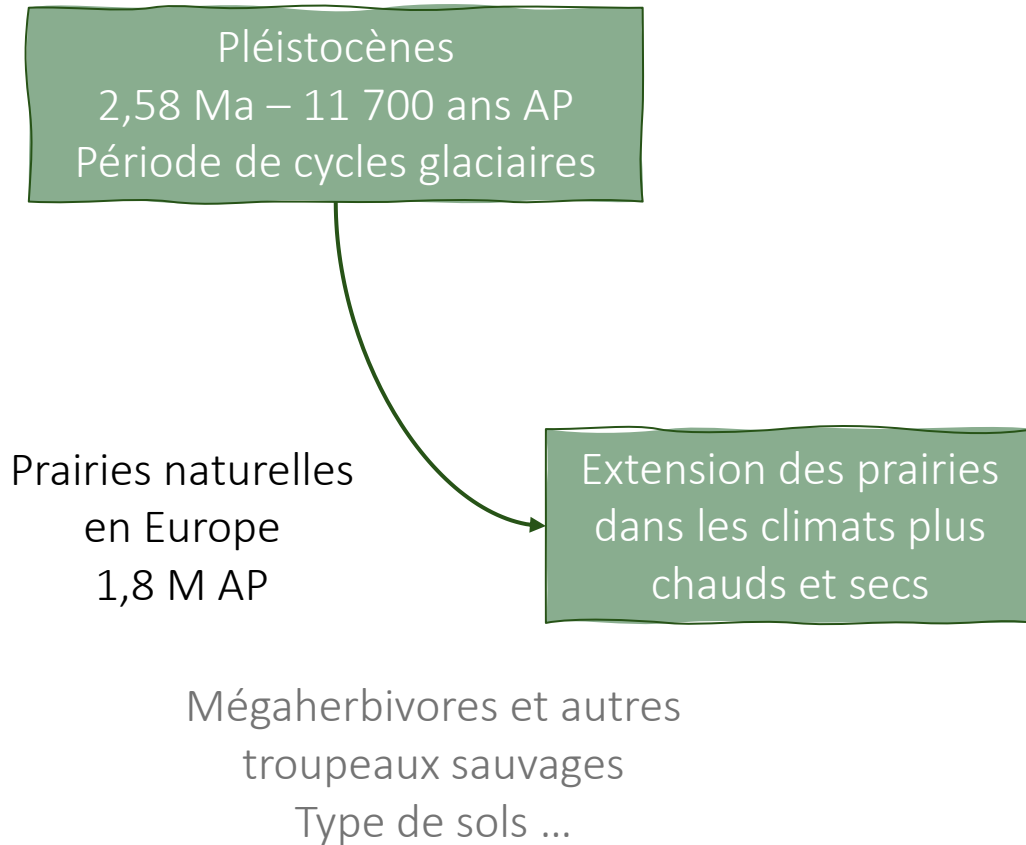 Pléistocènes
2,58 Ma – 11 700 ans AP
Période de cycles glaciaires
Prairies naturelles
en Europe
1,8 M AP
Extension des prairies
dans les climats plus
chauds et secs
Mégaherbivores et autres
troupeaux sauvages
Type de sols ...